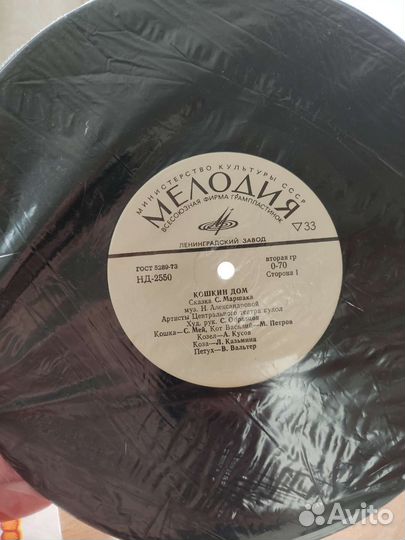 МИНИСТЕРСТВО КУЛЬТУРЫ СССР
МЕЛОДИЯ
ВСЕСОЮЗНАЯ ФИРМА ГРАМПЛАСТИНОК
▽33
ЛЕНИНГРАДСКИЙ ЗАВОД
ГОСТ 5289-73
НД-2550
вторая гр
0-70
Сторона 1
КОШКИН ДОМ
Сказка С. Маршака
муз. Н. Александровой
Артисты Центрального театра кукол
Худ. рук. С. Образцов
Кошка—С. Мей, Кот Василий—М. Петров
Козел—А. Кусов
Коза—Л. Казьмина
Петух—В. Вальтер
Avito